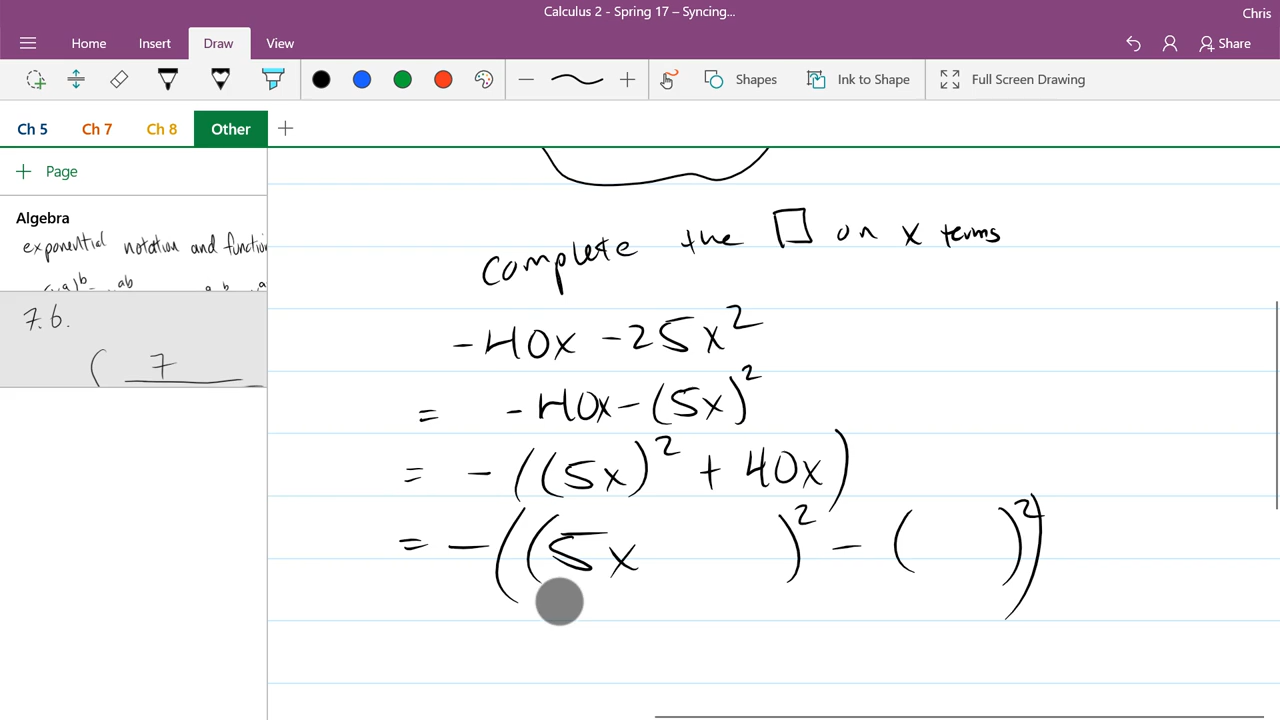 Calculus 2 - Spring 17 – Syncing...
Chris
Home Insert Draw View
Share
Shapes Ink to Shape Full Screen Drawing
Ch 5 Ch 7 Ch 8 Other +
+ Page
Algebra
exponential notation and functi
7.6.
( 7
complete the □ on x terms
-40x - 25x²
= -40x - (5x)²
= - ((5x)² + 40x)
= - ((5x )² - ( )²)